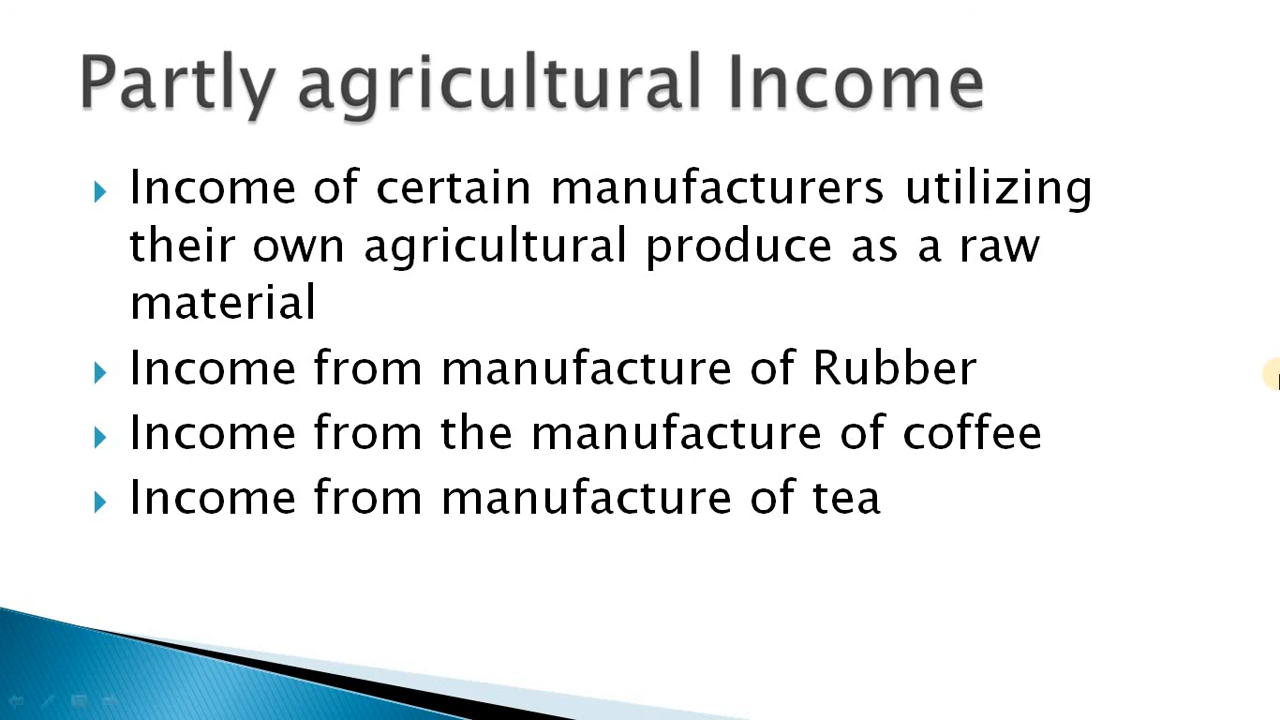 Partly agricultural Income
Income of certain manufacturers utilizing
their own agricultural produce as a raw
material
Income from manufacture of Rubber
Income from the manufacture of coffee
Income from manufacture of tea